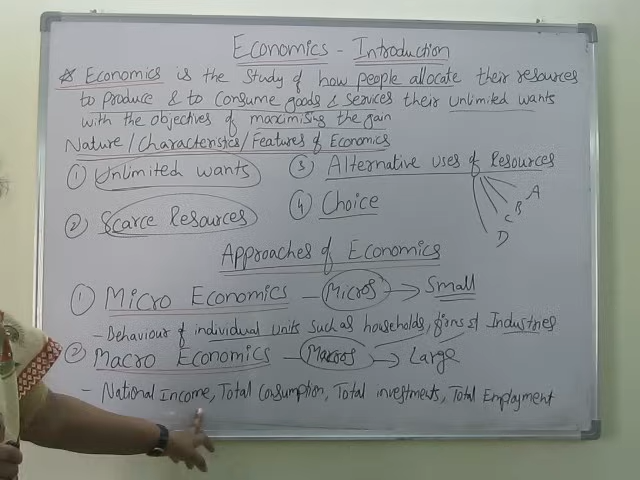 Economics - Introduction
* Economics is the study of how people allocate their resources
to produce & to consume goods & services their unlimited wants
with the objectives of maximising the gain
Nature/Characteristics/Features of Economics
① Unlimited wants
② Scarce Resources
③ Alternative uses of Resources
A
B
C
D
④ Choice
Approaches of Economics
① Micro Economics - Micros → Small
- Behaviour of individual units such as households, firms & Industries
② Macro Economics - Makros → Large
- National Income, Total Consumption, Total investments, Total Employment